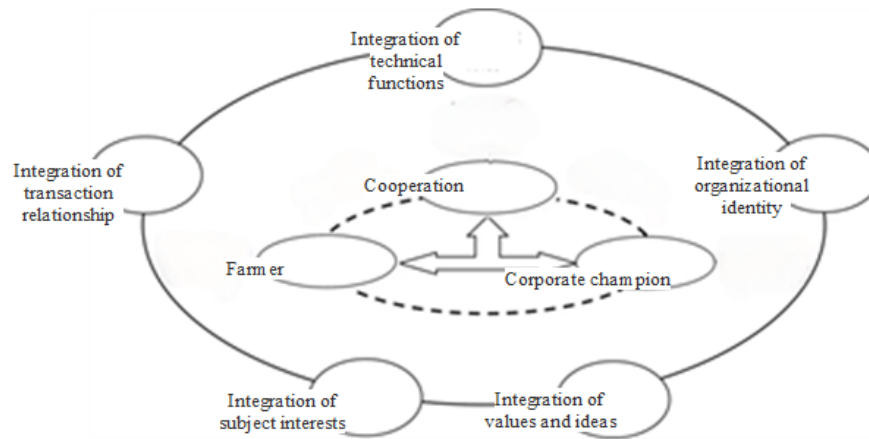 Integration of
technical
functions
Integration of
transaction
relationship
Integration of
organizational
identity
Cooperation
Farmer
Corporate champion
Integration of
subject interests
Integration of
values and ideas